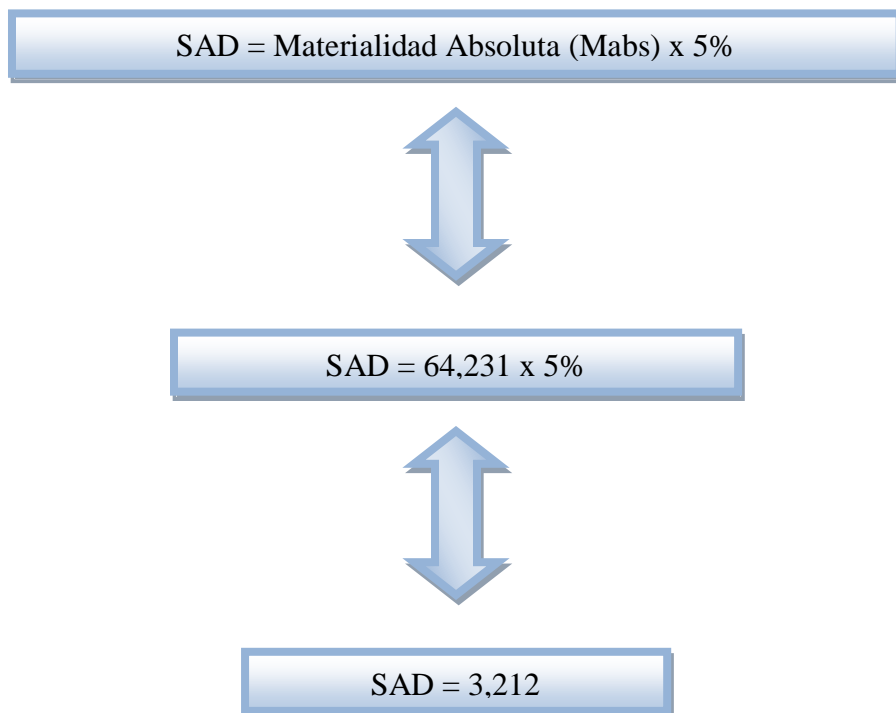 SAD = Materialidad Absoluta (Mabs) x 5%
SAD = 64,231 x 5%
SAD = 3,212